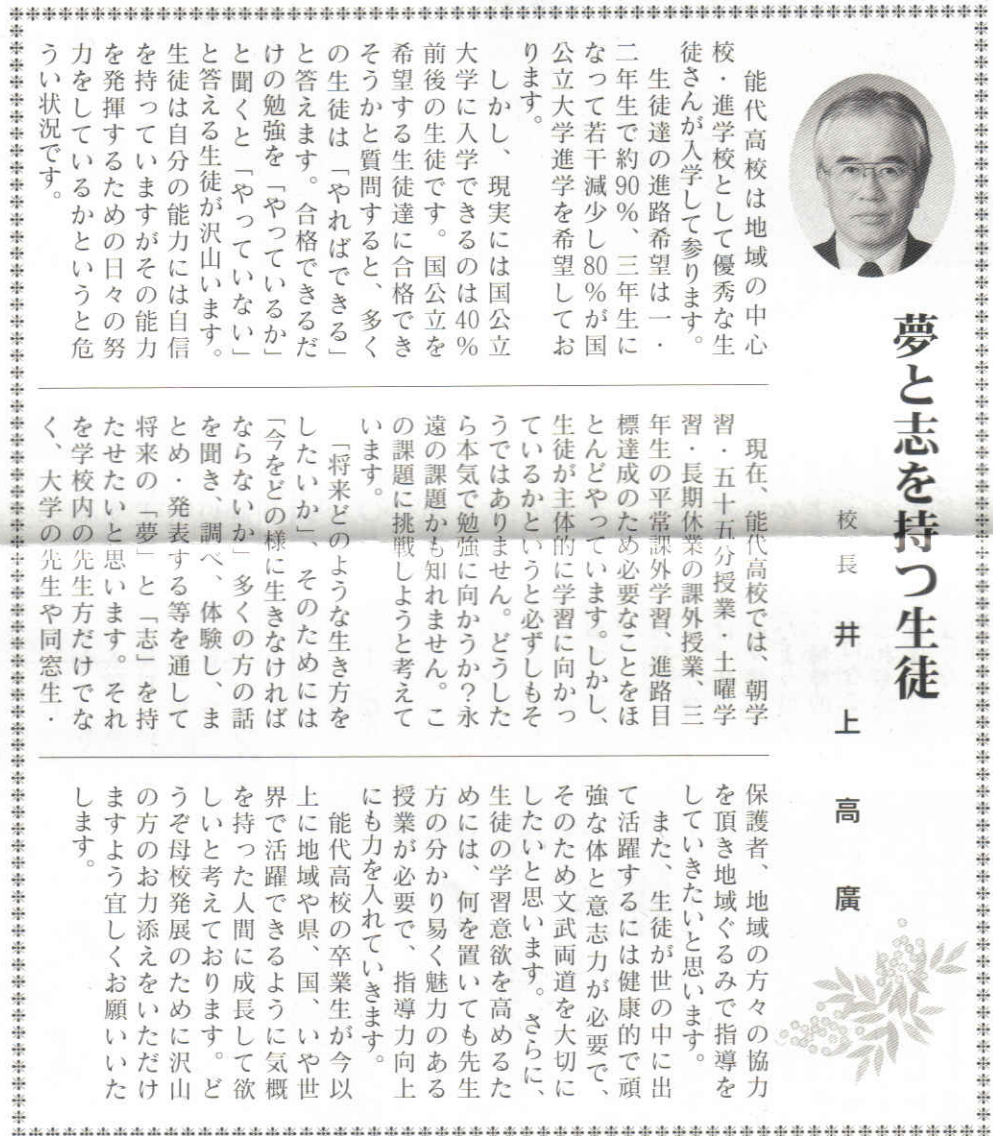 夢と志を持つ生徒
校長 井上高廣
能代高校は地域の中心
校・進学校として優秀な生
徒さんが入学して参ります。
生徒達の進路希望は一・
二年生で約90％、三年生に
なって若干減少し80％が国
公立大学進学を希望してお
ります。
しかし、現実には国公立
大学に入学できるのは40％
前後の生徒です。国公立を
希望する生徒達に合格でき
そうかと質問すると、多く
の生徒は「やればできる」
と答えます。合格できるだ
けの勉強を「やっているか」
と聞くと「やっていない」
と答える生徒が沢山います。
生徒は自分の能力には自信
を持っていますがその能力
を発揮するための日々の努
力をしているかというと危
うい状況です。
現在、能代高校では、朝学
習・五十五分授業・土曜学
習・長期休業の課外授業、三
年生の平常課外学習、進路目
標達成のため必要なことをほ
とんどやっています。しかし、
生徒が主体的に学習に向かっ
ているかというと必ずしもそ
うではありません。どうした
ら本気で勉強に向かうか？永
遠の課題かも知れません。こ
の課題に挑戦しようと考えて
います。
「将来どのような生き方を
したいか」、そのためには
「今をどの様に生きなければ
ならないか」多くの方の話
を聞き、調べ、体験し、ま
とめ・発表する等を通して
将来の「夢」と「志」を持
たせたいと思います。それ
を学校内の先生方だけでな
く、大学の先生や同窓生・
保護者、地域の方々の協力
を頂き地域ぐるみで指導を
していきたいと思います。
また、生徒が世の中に出
て活躍するには健康的で頑
強な体と意志力が必要で、
そのため文武両道を大切に
したいと思います。さらに、
生徒の学習意欲を高めるた
めには、何を置いても先生
方の分かり易く魅力のある
授業が必要で、指導力向上
にも力を入れていきます。
能代高校の卒業生が今以
上に地域や県、国、いや世
界で活躍できるように気概
を持った人間に成長して欲
しいと考えております。ど
うぞ母校発展のために沢山
の方のお力添えをいただけ
ますよう宜しくお願いいた
します。